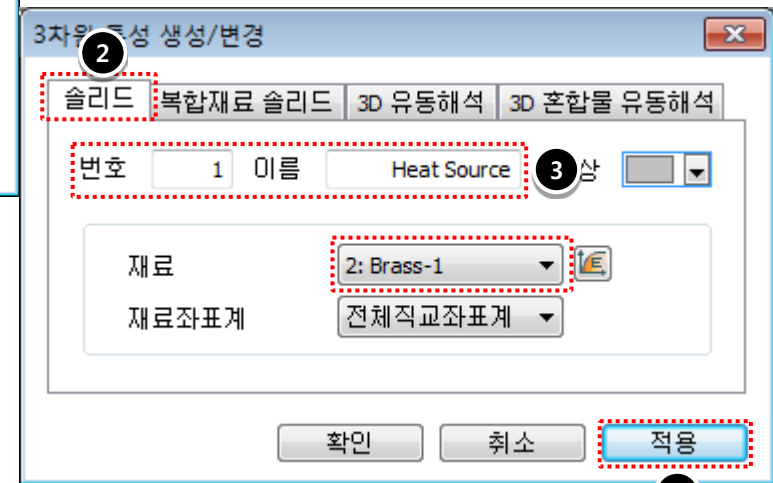 3차원 특성 생성/변경
2
솔리드 복합재료 솔리드 3D 유동해석 3D 혼합물 유동해석
번호 1 이름 Heat Source 3 상
재료 2: Brass-1
재료좌표계 전체직교좌표계
확인 취소 적용